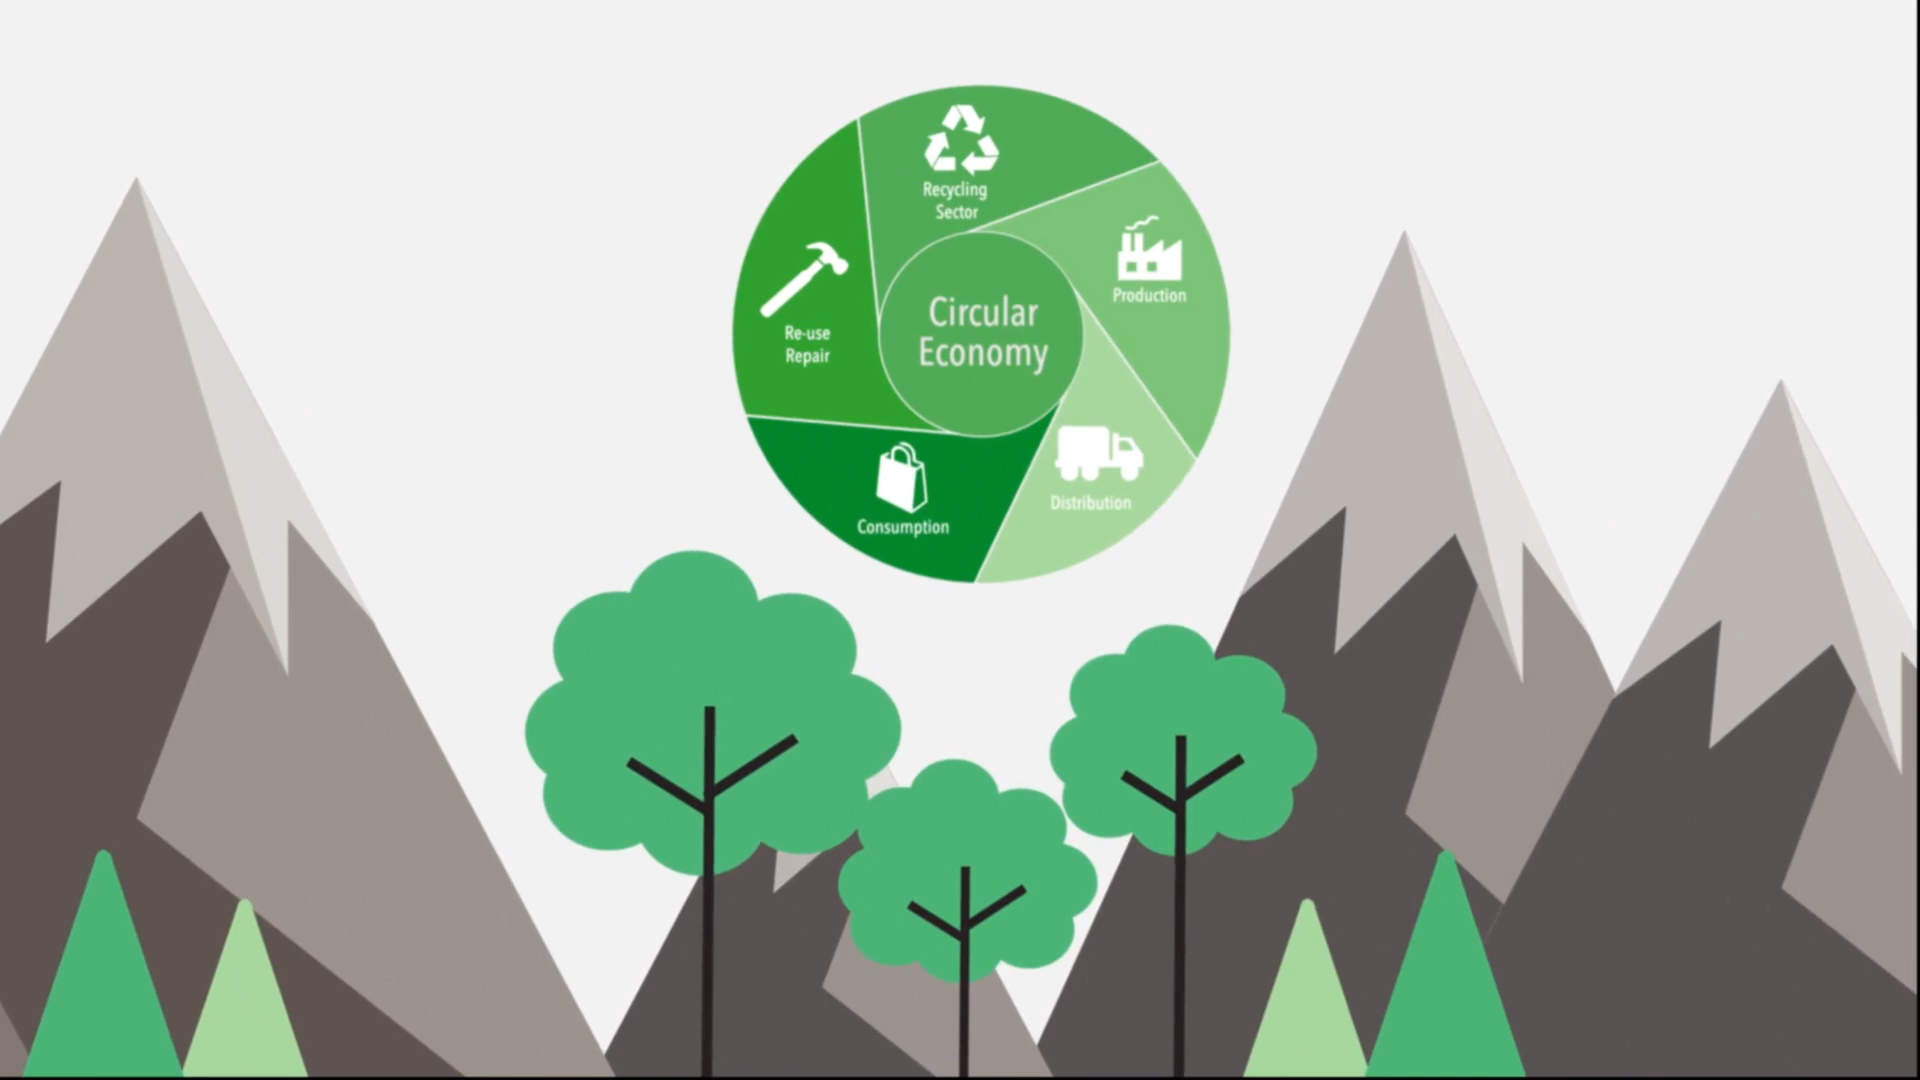 Recycling
Sector
Production
Distribution
Consumption
Re-use
Repair
Circular
Economy